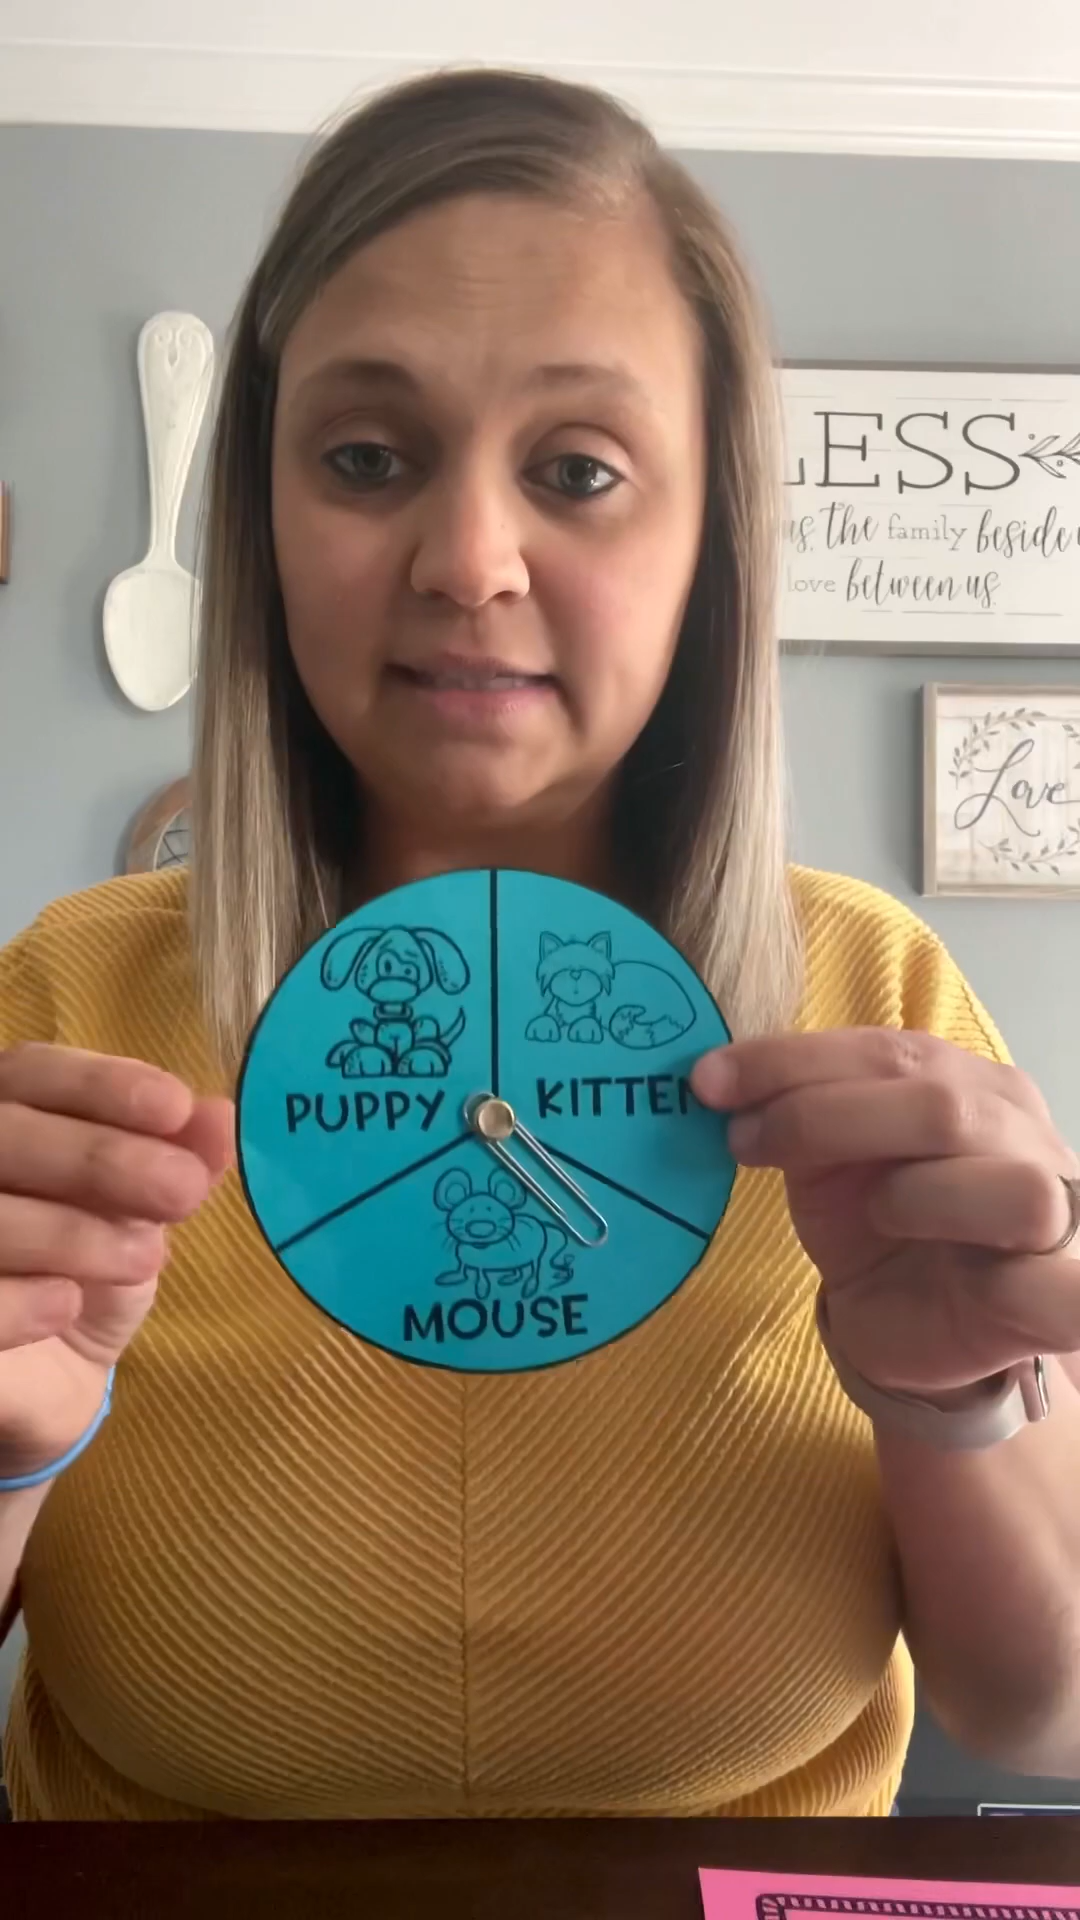 LESS
us, the family beside
love between us
Love
PUPPY
KITTEN
MOUSE